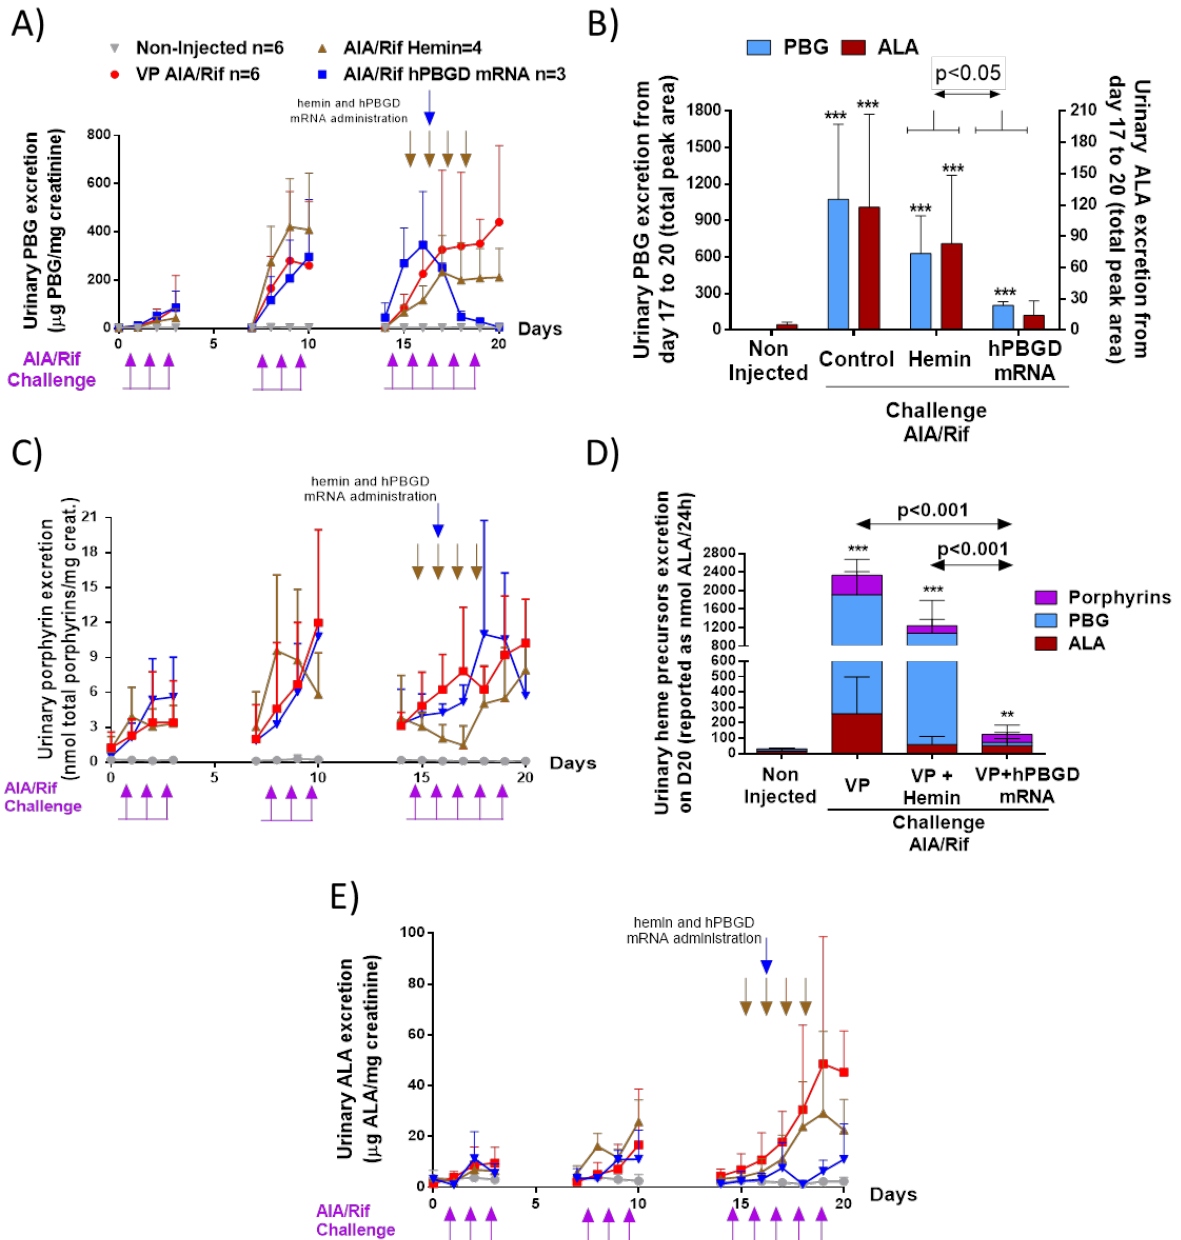 A)
Non-Injected n=6
AIA/Rif Hemin=4
VP AIA/Rif n=6
AIA/Rif hPBGD mRNA n=3
hemin and hPBGD
mRNA administration
Urinary PBG excretion
(µg PBG/mg creatinine)
800
600
400
200
0
0
5
10
15
20
Days
AIA/Rif
Challenge
B)
PBG
ALA
p<0.05
Urinary PBG excretion from
day 17 to 20 (total peak area)
1800
1500
1200
900
600
300
0
***
***
***
***
***
210
180
150
120
90
60
30
0
Urinary ALA excretion from
day 17 to 20 (total peak area)
Non
Injected
Control
Hemin
hPBGD
mRNA
Challenge
AIA/Rif
C)
hemin and hPBGD
mRNA administration
Urinary porphyrin excretion
(nmol total porphyrins/mg creat.)
21
18
15
12
9
6
3
0
0
5
10
15
20
Days
AIA/Rif
Challenge
D)
p<0.001
p<0.001
Urinary heme precursors excretion
on D20 (reported as nmol ALA/24h)
2800
2400
2000
1600
1200
800
600
500
400
300
200
100
0
***
***
**
Porphyrins
PBG
ALA
Non
Injected
VP
VP +
Hemin
VP+hPBGD
mRNA
Challenge
AIA/Rif
E)
hemin and hPBGD
mRNA administration
Urinary ALA excretion
(µg ALA/mg creatinine)
100
80
60
40
20
0
0
5
10
15
20
Days
AIA/Rif
Challenge